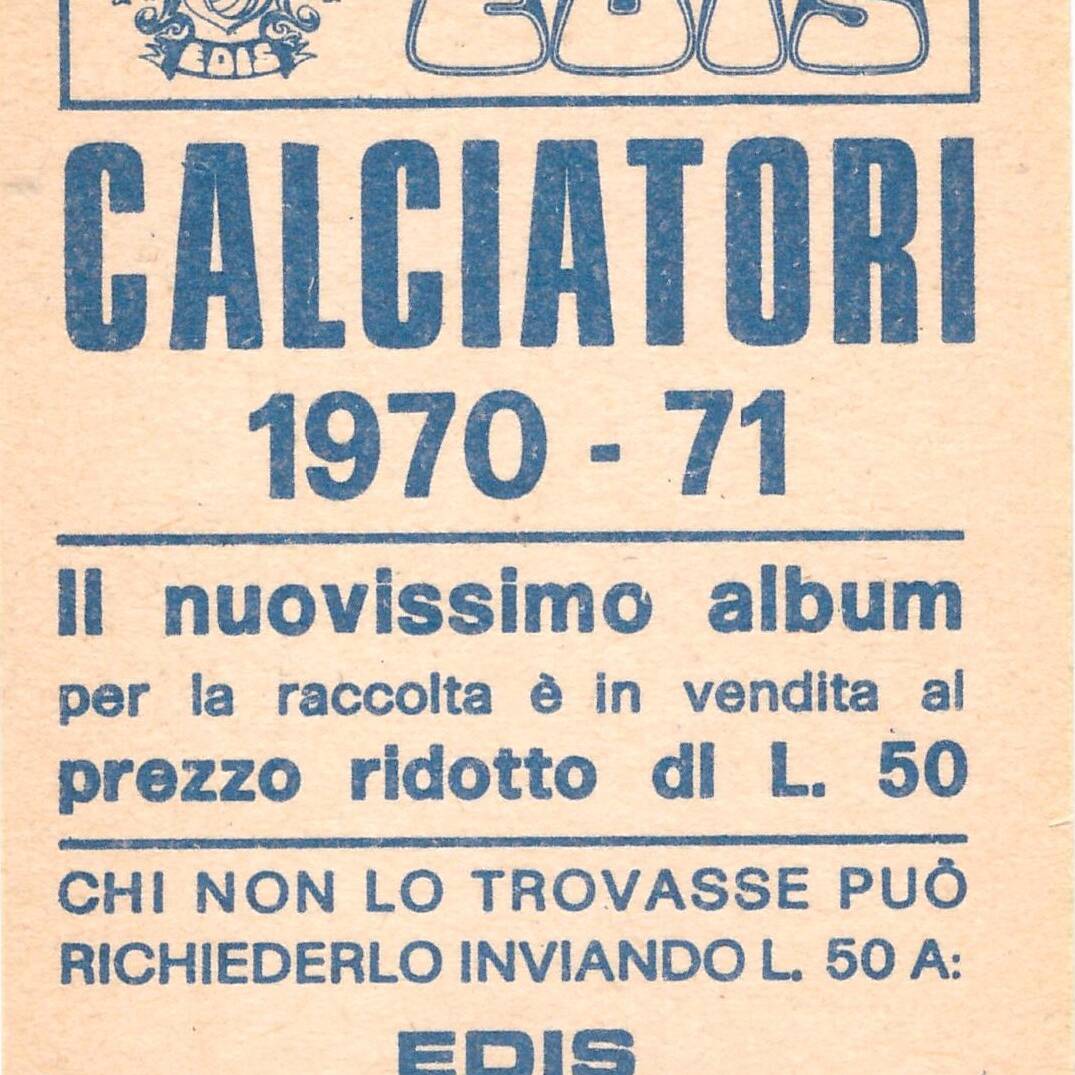 EDIS
EDIS
CALCIATORI
1970 - 71
Il nuovissimo album
per la raccolta è in vendita al
prezzo ridotto di L. 50
CHI NON LO TROVASSE PUÒ
RICHIEDERLO INVIANDO L. 50 A:
EDIS